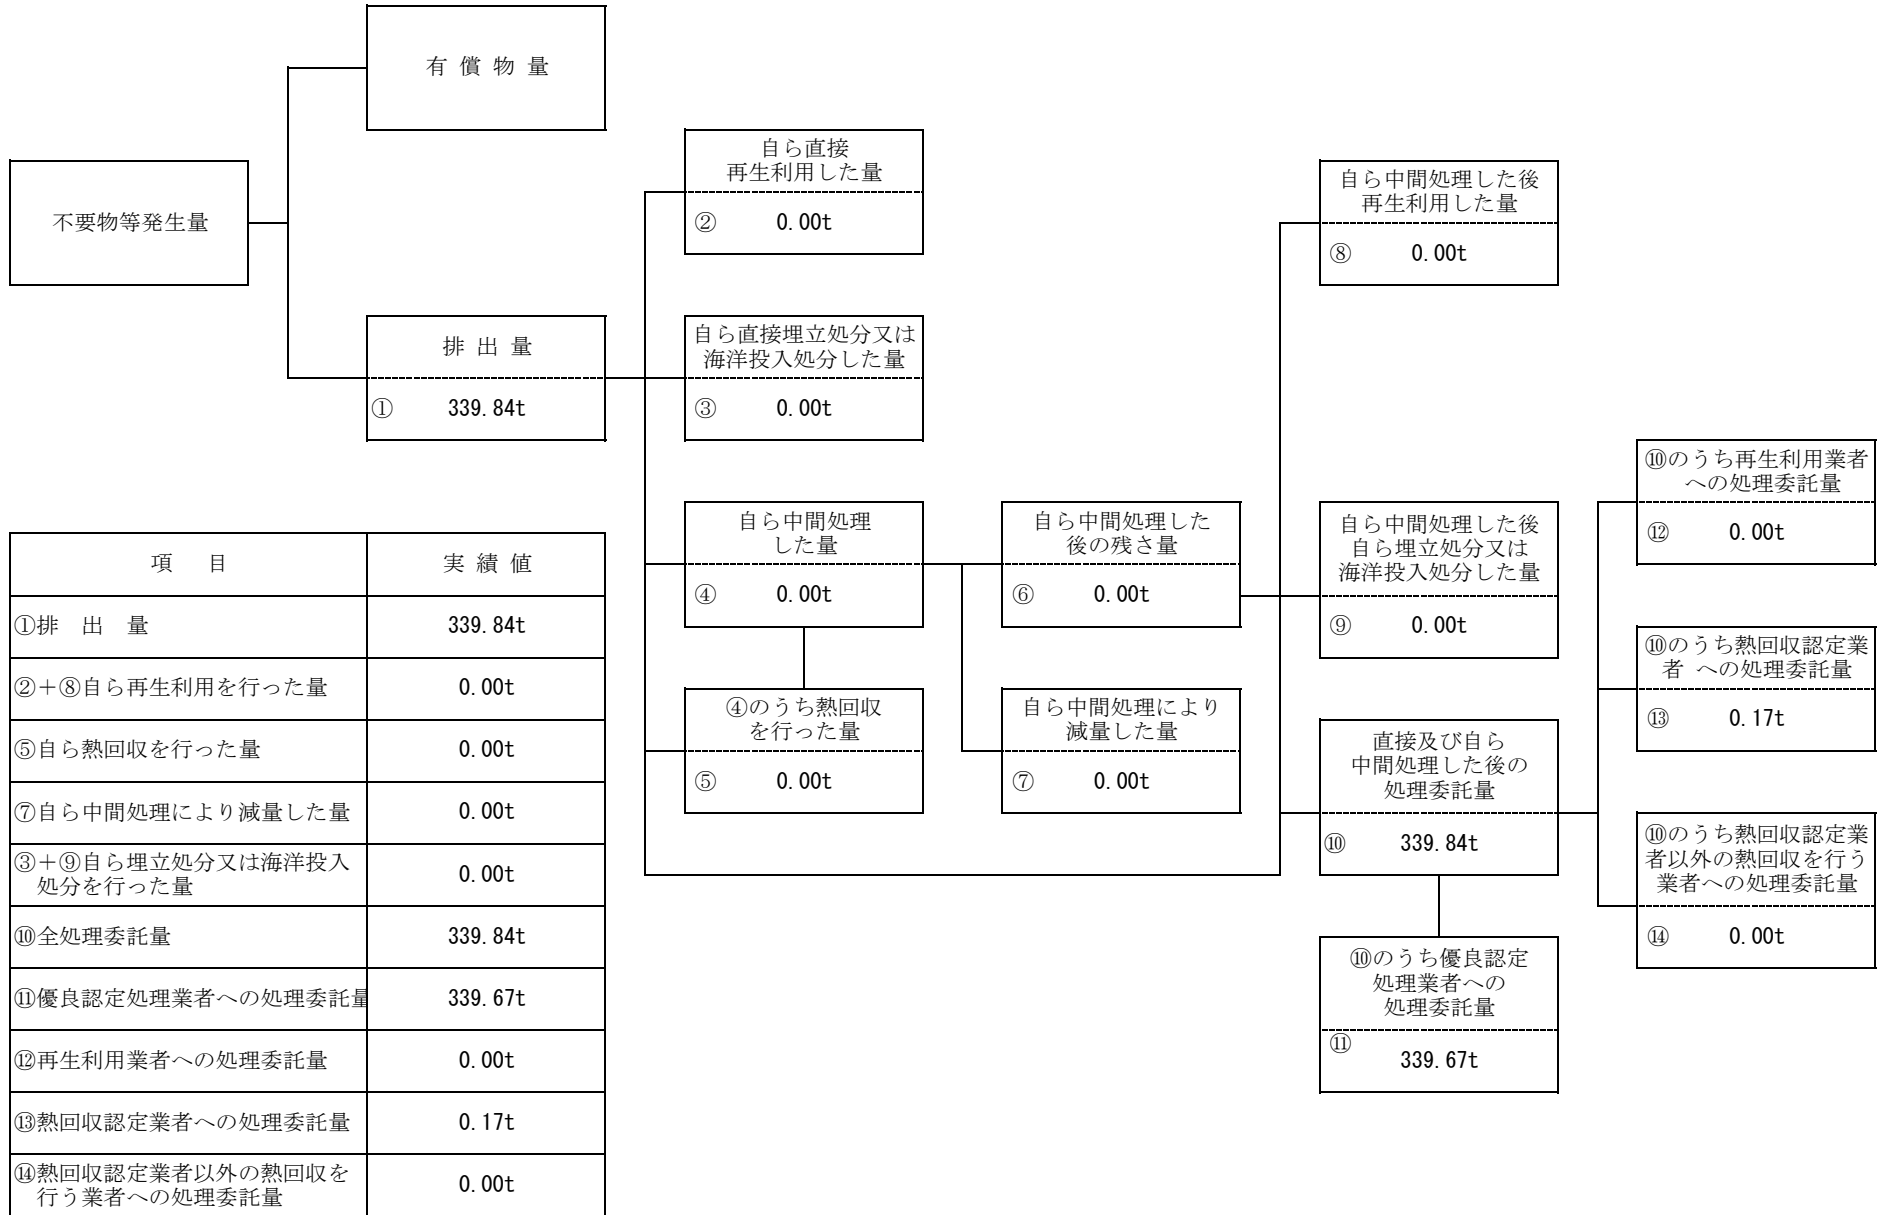 有 償 物 量
不要物等発生量
排 出 量
① 339.84t
自ら直接
再生利用した量
② 0.00t
自ら直接埋立処分又は
海洋投入処分した量
③ 0.00t
自ら中間処理
した量
④ 0.00t
④のうち熱回収
を行った量
⑤ 0.00t
自ら中間処理した
後の残さ量
⑥ 0.00t
自ら中間処理により
減量した量
⑦ 0.00t
自ら中間処理した後
再生利用した量
⑧ 0.00t
自ら中間処理した後
自ら埋立処分又は
海洋投入処分した量
⑨ 0.00t
直接及び自ら
中間処理した後の
処理委託量
⑩ 339.84t
⑩のうち優良認定
処理業者への
処理委託量
⑪ 339.67t
⑩のうち再生利用業者
への処理委託量
⑫ 0.00t
⑩のうち熱回収認定業
者 への処理委託量
⑬ 0.17t
⑩のうち熱回収認定業
者以外の熱回収を行う
業者への処理委託量
⑭ 0.00t
項 目 実 績 値
①排 出 量 339.84t
②＋⑧自ら再生利用を行った量 0.00t
⑤自ら熱回収を行った量 0.00t
⑦自ら中間処理により減量した量 0.00t
③＋⑨自ら埋立処分又は海洋投入
処分を行った量 0.00t
⑩全処理委託量 339.84t
⑪優良認定処理業者への処理委託量 339.67t
⑫再生利用業者への処理委託量 0.00t
⑬熱回収認定業者への処理委託量 0.17t
⑭熱回収認定業者以外の熱回収を
行う業者への処理委託量 0.00t